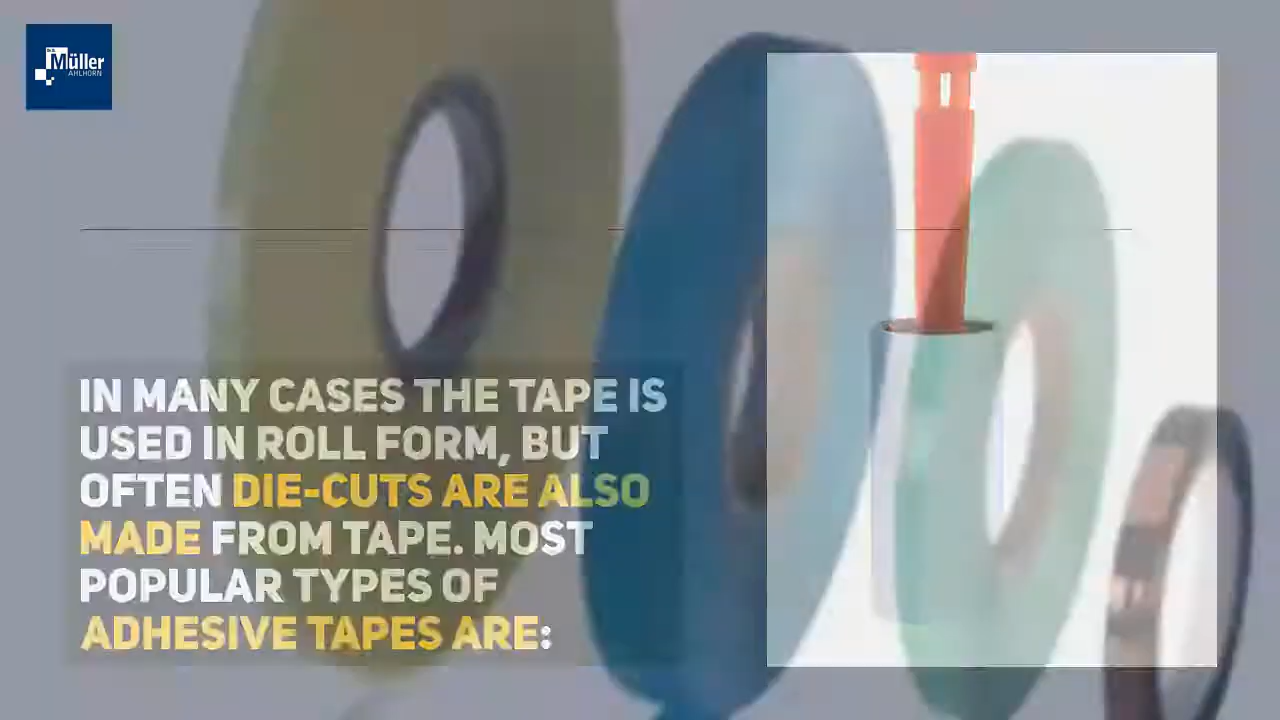 Müller
AHLHORN
IN MANY CASES THE TAPE IS
USED IN ROLL FORM, BUT
OFTEN DIE-CUTS ARE ALSO
MADE FROM TAPE. MOST
POPULAR TYPES OF
ADHESIVE TAPES ARE: